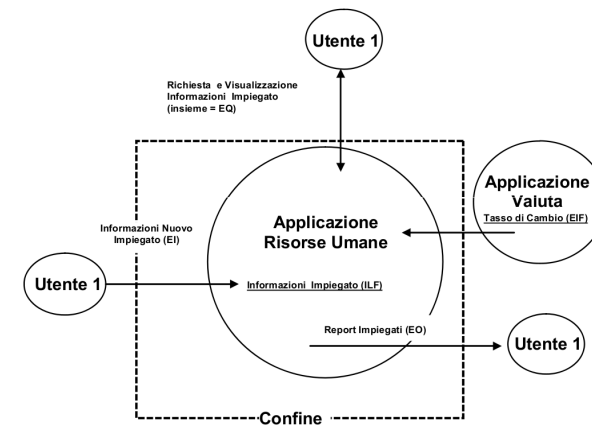 Utente 1
Richiesta e Visualizzazione
Informazioni Impiegato
(insieme = EQ)
Applicazione
Valuta
Tasso di Cambio (EIF)
Applicazione
Risorse Umane
Informazioni Nuovo
Impiegato (EI)
Utente 1
Informazioni Impiegato (ILF)
Report Impiegati (EO)
Utente 1
Confine